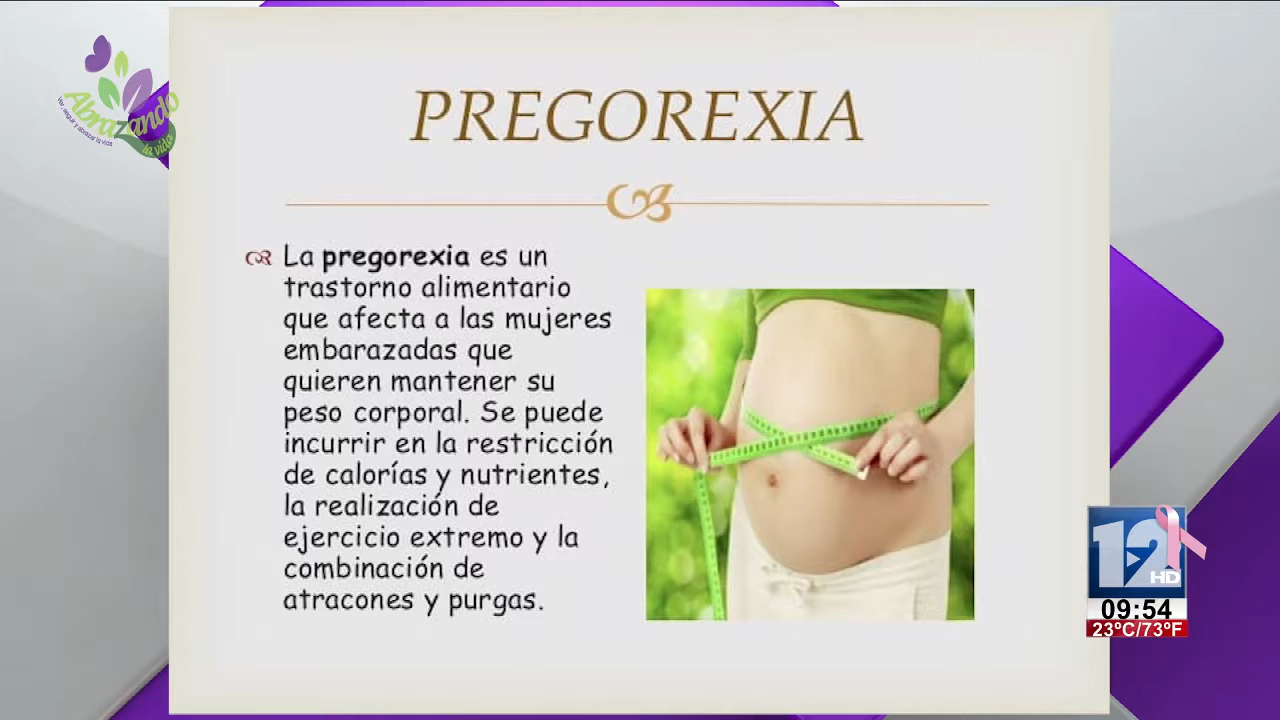 Abrazando
la vida
PREGOREXIA
La pregorexia es un
trastorno alimentario
que afecta a las mujeres
embarazadas que
quieren mantener su
peso corporal. Se puede
incurrir en la restricción
de calorías y nutrientes,
la realización de
ejercicio extremo y la
combinación de
atracones y purgas.
12
HD
09:54
23°C/73°F